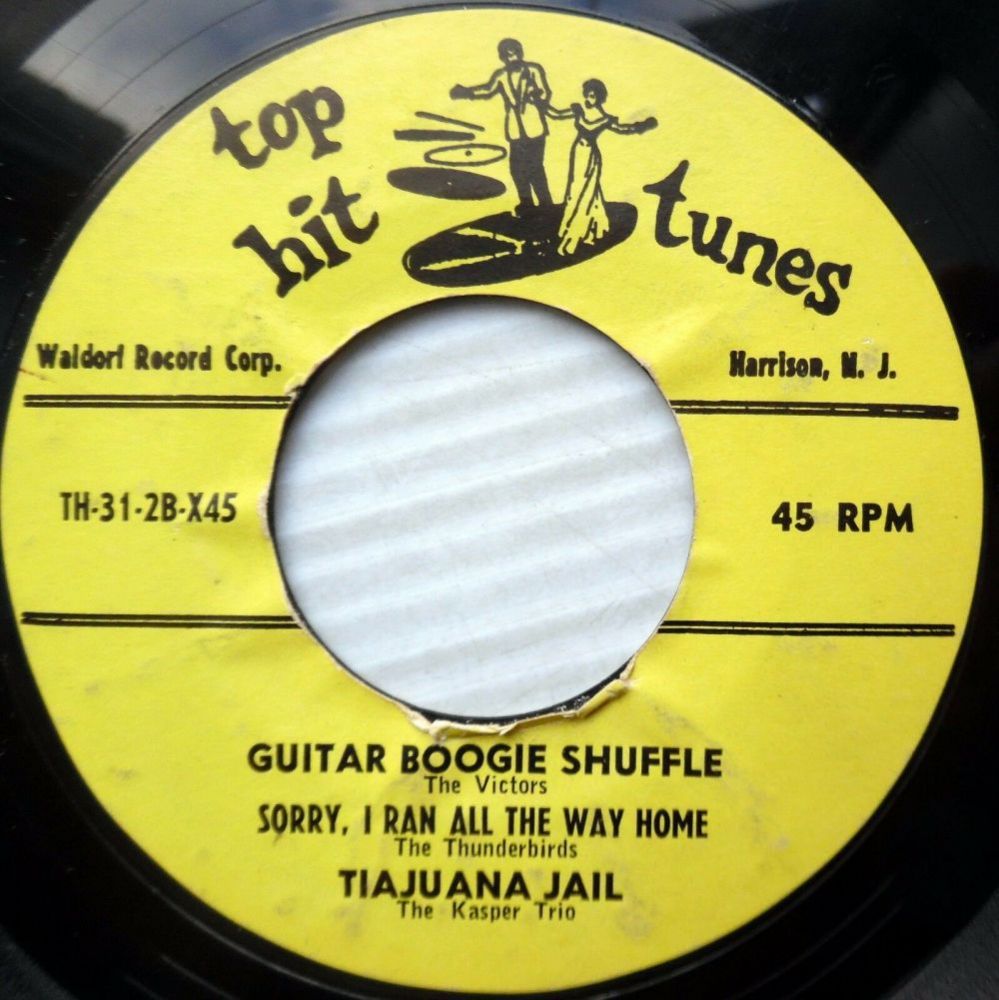 top
hit
tunes
Waldorf Record Corp.
Harrison, N. J.
TH-31-2B-X45
45 RPM
GUITAR BOOGIE SHUFFLE
The Victors
SORRY, I RAN ALL THE WAY HOME
The Thunderbirds
TIAJUANA JAIL
The Kasper Trio